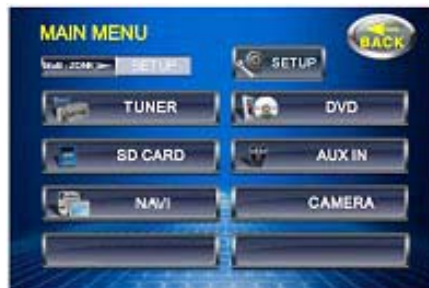 MAIN MENU
BACK
SETUP
SETUP
TUNER
DVD
SD CARD
AUX IN
NAVI
CAMERA